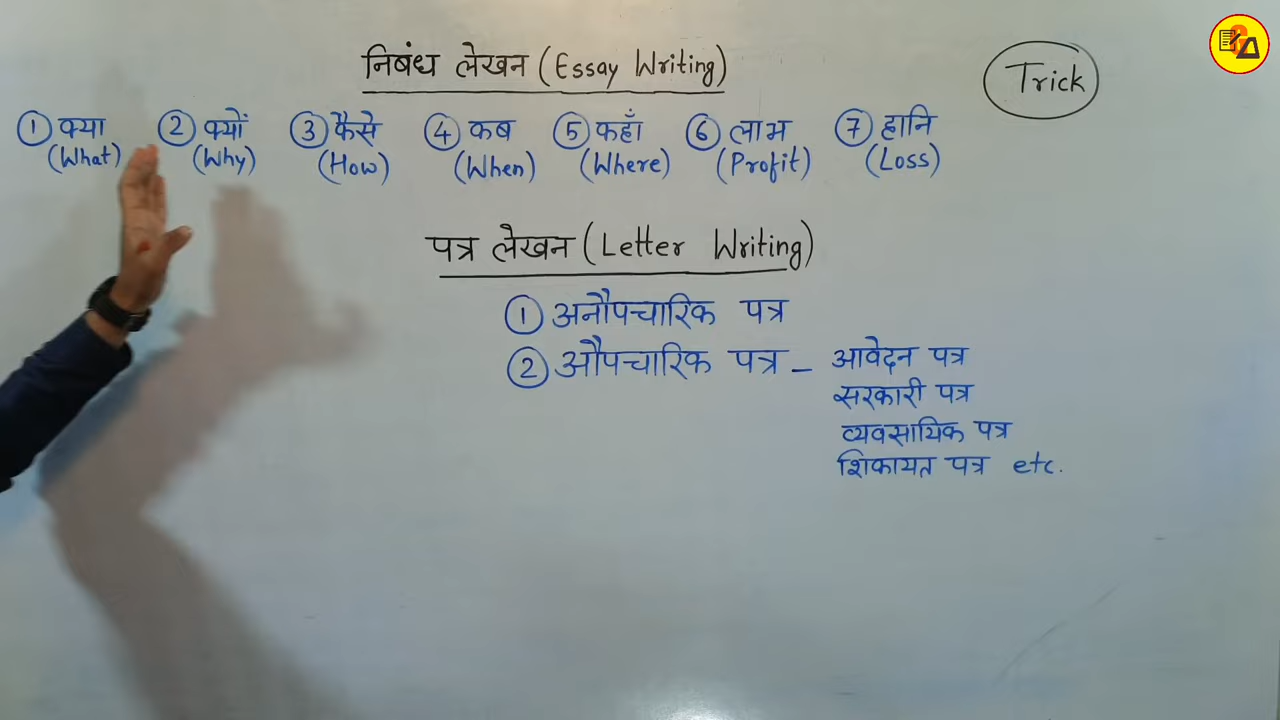 निबंध लेखन (Essay Writing)
Trick
① क्या ② क्यों ③ कैसे ④ कब ⑤ कहाँ ⑥ लाभ ⑦ हानि
(What) (Why) (How) (When) (Where) (Profit) (Loss)
पत्र लेखन (Letter Writing)
① अनौपचारिक पत्र
② औपचारिक पत्र – आवेदन पत्र
सरकारी पत्र
व्यवसायिक पत्र
शिकायत पत्र etc.